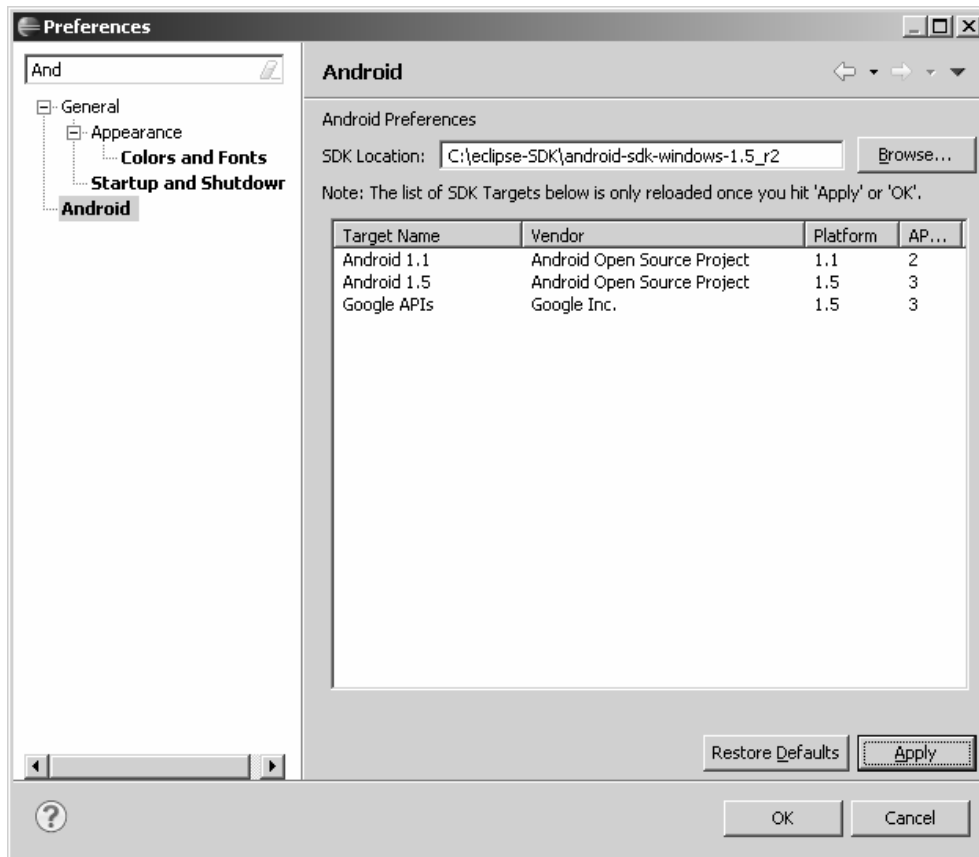 Preferences
And
General
Appearance
Colors and Fonts
Startup and Shutdowr
Android
Android
Android Preferences
SDK Location: C:\eclipse-SDK\android-sdk-windows-1.5_r2 Browse...
Note: The list of SDK Targets below is only reloaded once you hit 'Apply' or 'OK'.
Target Name Vendor Platform AP...
Android 1.1 Android Open Source Project 1.1 2
Android 1.5 Android Open Source Project 1.5 3
Google APIs Google Inc. 1.5 3
Restore Defaults Apply
? OK Cancel